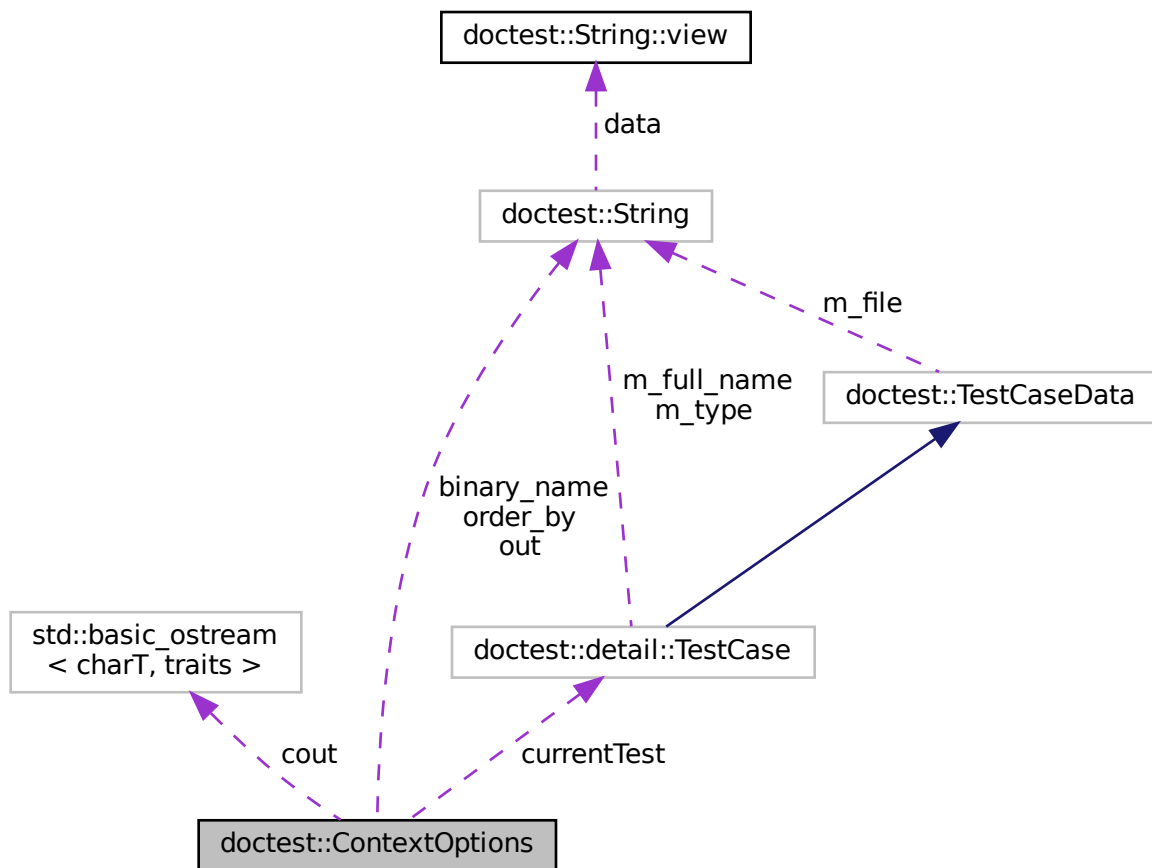 doctest::String::view
data
doctest::String
m_file
m_full_name
m_type
doctest::TestCaseData
binary_name
order_by
out
std::basic_ostream
< charT, traits >
doctest::detail::TestCase
cout
currentTest
doctest::ContextOptions